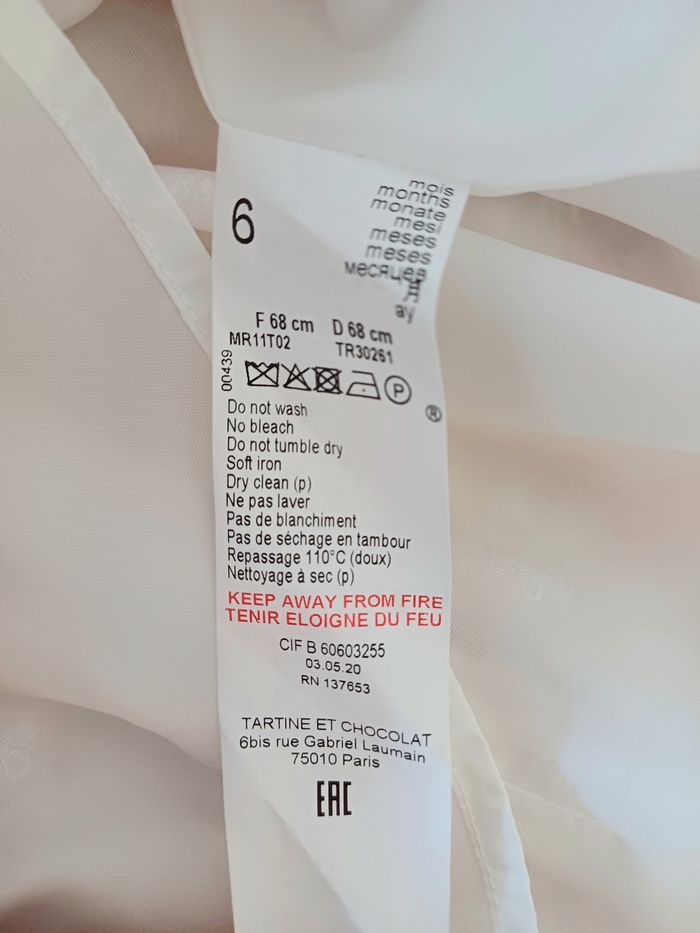 6
mois
months
monate
mesi
meses
meses
месяцев
月
ay
F 68 cm D 68 cm
MR11T02 TR30261
00439
P
®
Do not wash
No bleach
Do not tumble dry
Soft iron
Dry clean (p)
Ne pas laver
Pas de blanchiment
Pas de séchage en tambour
Repassage 110°C (doux)
Nettoyage à sec (p)
KEEP AWAY FROM FIRE
TENIR ELOIGNE DU FEU
CIF B 60603255
03.05.20
RN 137653
TARTINE ET CHOCOLAT
6bis rue Gabriel Laumain
75010 Paris
EAC